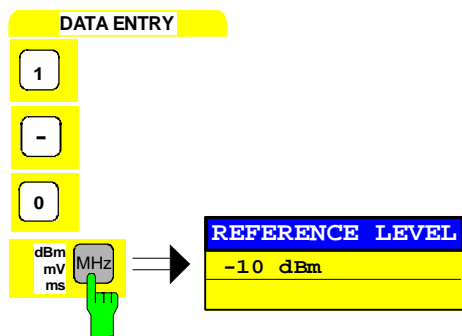 DATA ENTRY
1
-
0
dBm
mV
ms
MHz
REFERENCE LEVEL
-10 dBm